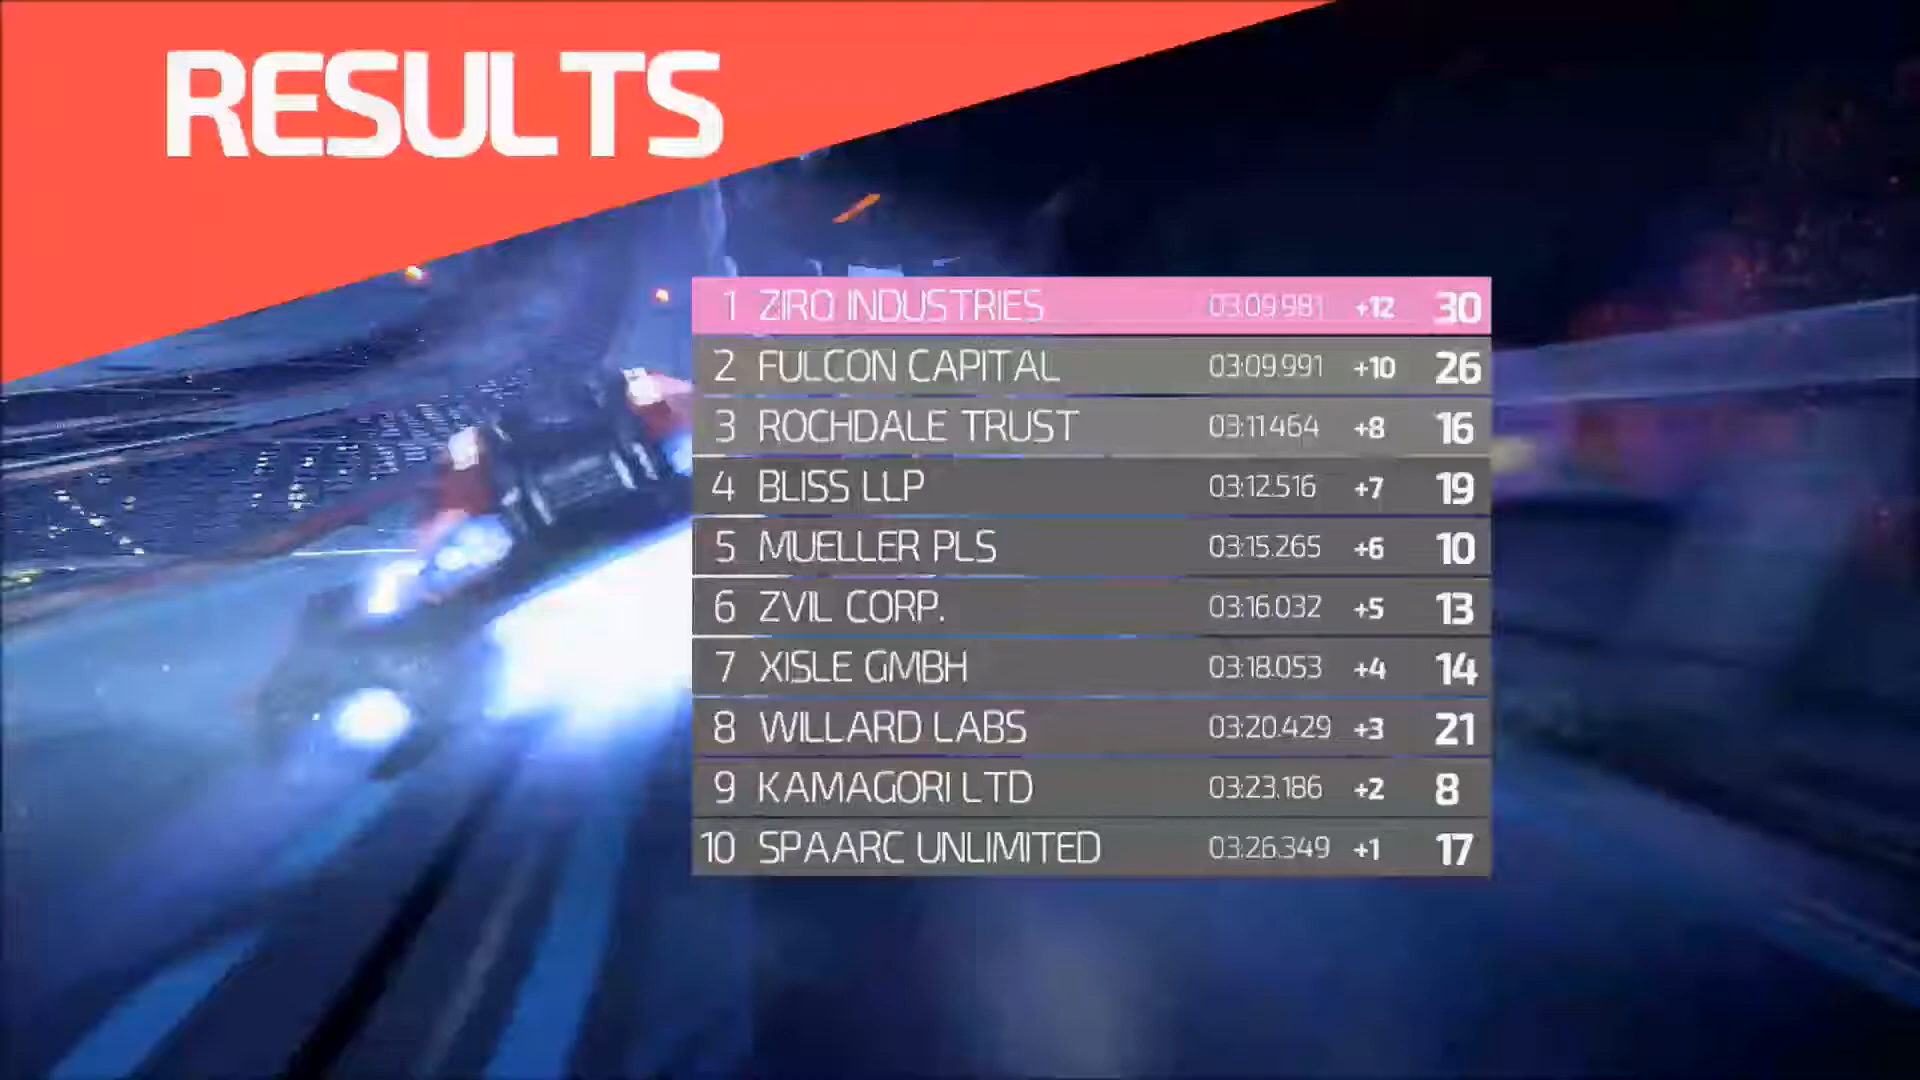 RESULTS
1 ZIRO INDUSTRIES 03:09.981 +12 30
2 FULCON CAPITAL 03:09.991 +10 26
3 ROCHDALE TRUST 03:11.464 +8 16
4 BLISS LLP 03:12.516 +7 19
5 MUELLER PLS 03:15.265 +6 10
6 ZVIL CORP. 03:16.032 +5 13
7 XISLE GMBH 03:18.053 +4 14
8 WILLARD LABS 03:20.429 +3 21
9 KAMAGORI LTD 03:23.186 +2 8
10 SPAARC UNLIMITED 03:26.349 +1 17